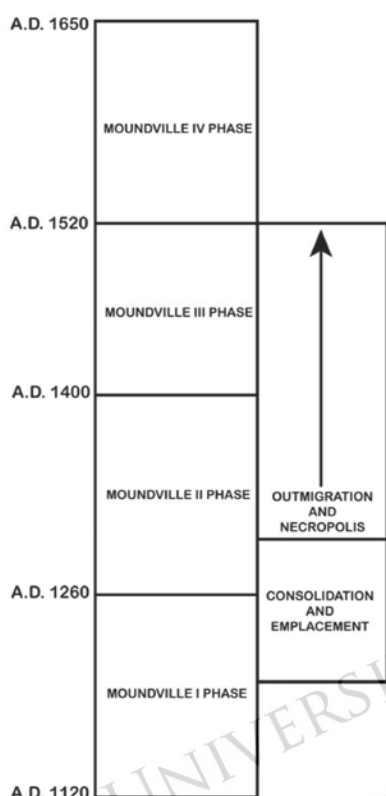 A.D. 1650
MOUNDVILLE IV PHASE
A.D. 1520
MOUNDVILLE III PHASE
A.D. 1400
MOUNDVILLE II PHASE
OUTMIGRATION
AND
NECROPOLIS
A.D. 1260
CONSOLIDATION
AND
EMPLACEMENT
MOUNDVILLE I PHASE
A.D. 1120